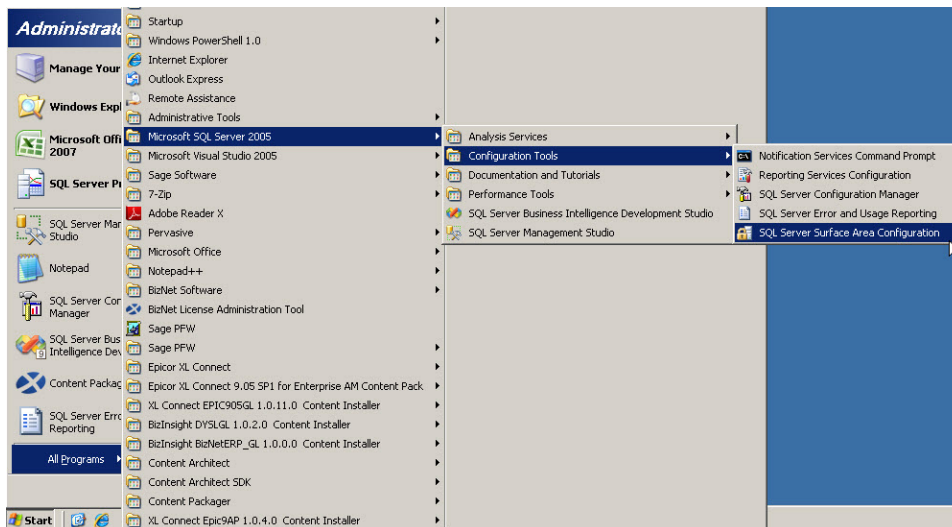 Administrato
Manage Your
Windows Expl
Microsoft Offi
2007
SQL Server Pr
SQL Server Man
Studio
Notepad
SQL Server Con
Manager
SQL Server Bus
Intelligence Dev
Content Packag
SQL Server Erro
Reporting
All Programs
Start
Startup
Windows PowerShell 1.0
Internet Explorer
Outlook Express
Remote Assistance
Administrative Tools
Microsoft SQL Server 2005
Microsoft Visual Studio 2005
Sage Software
7-Zip
Adobe Reader X
Pervasive
Microsoft Office
Notepad++
BizNet Software
BizNet License Administration Tool
Sage PFW
Sage PFW
Epicor XL Connect
Epicor XL Connect 9.05 SP1 for Enterprise AM Content Pack
XL Connect EPIC905GL 1.0.11.0 Content Installer
BizInsight DYSLGL 1.0.2.0 Content Installer
BizInsight BizNetERP_GL 1.0.0.0 Content Installer
Content Architect
Content Architect SDK
Content Packager
XL Connect Epic9AP 1.0.4.0 Content Installer
Analysis Services
Configuration Tools
Documentation and Tutorials
Performance Tools
SQL Server Business Intelligence Development Studio
SQL Server Management Studio
Notification Services Command Prompt
Reporting Services Configuration
SQL Server Configuration Manager
SQL Server Error and Usage Reporting
SQL Server Surface Area Configuration